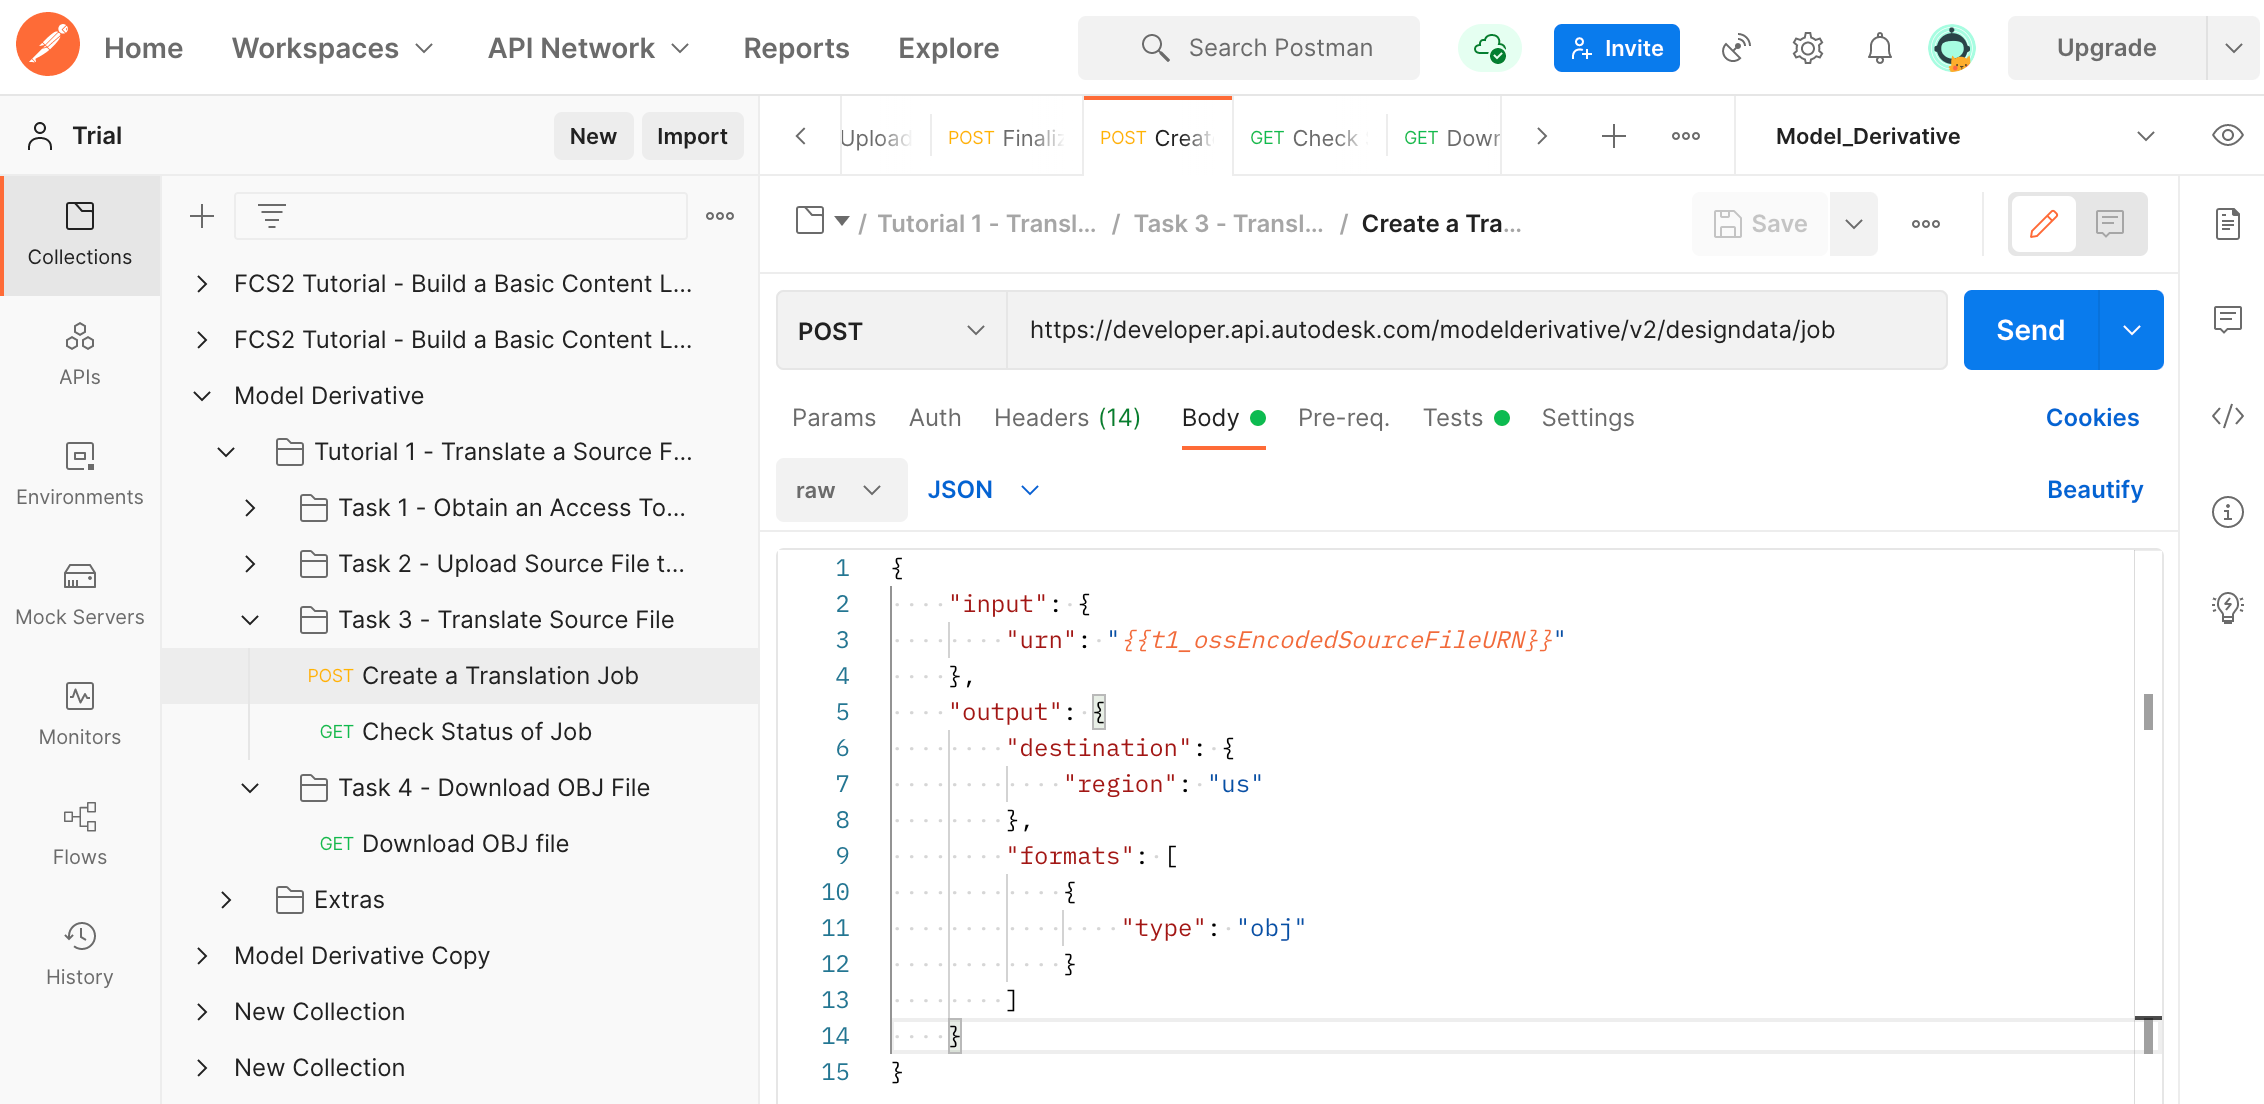 Home Workspaces API Network Reports Explore Search Postman Invite Upgrade
Trial New Import
Upload POST Finaliz POST Creat GET Check GET Down Model_Derivative
Collections
APIs
Environments
Mock Servers
Monitors
Flows
History
FCS2 Tutorial - Build a Basic Content L...
FCS2 Tutorial - Build a Basic Content L...
Model Derivative
Tutorial 1 - Translate a Source F...
Task 1 - Obtain an Access To...
Task 2 - Upload Source File t...
Task 3 - Translate Source File
POST Create a Translation Job
GET Check Status of Job
Task 4 - Download OBJ File
GET Download OBJ file
Extras
Model Derivative Copy
New Collection
New Collection
/ Tutorial 1 - Transl... / Task 3 - Transl... / Create a Tra... Save
POST https://developer.api.autodesk.com/modelderivative/v2/designdata/job Send
Params Auth Headers (14) Body Pre-req. Tests Settings Cookies
raw JSON Beautify
1 {
2 "input": {
3 "urn": "{{t1_ossEncodedSourceFileURN}}"
4 },
5 "output": {
6 "destination": {
7 "region": "us"
8 },
9 "formats": [
10 {
11 "type": "obj"
12 }
13 ]
14 }
15 }